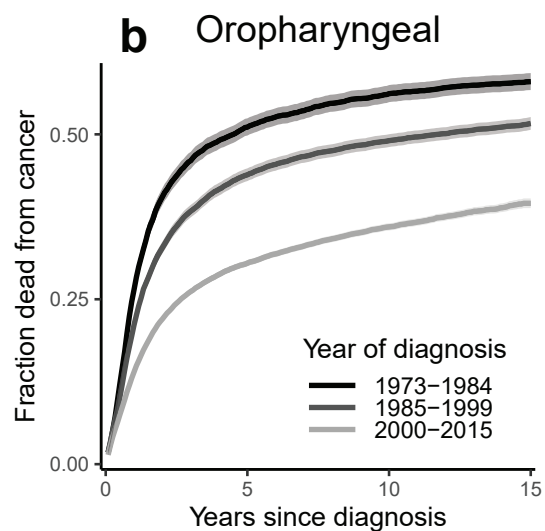 b Oropharyngeal
Fraction dead from cancer
0.50
0.25
0.00
Year of diagnosis
1973−1984
1985−1999
2000−2015
0 5 10 15
Years since diagnosis